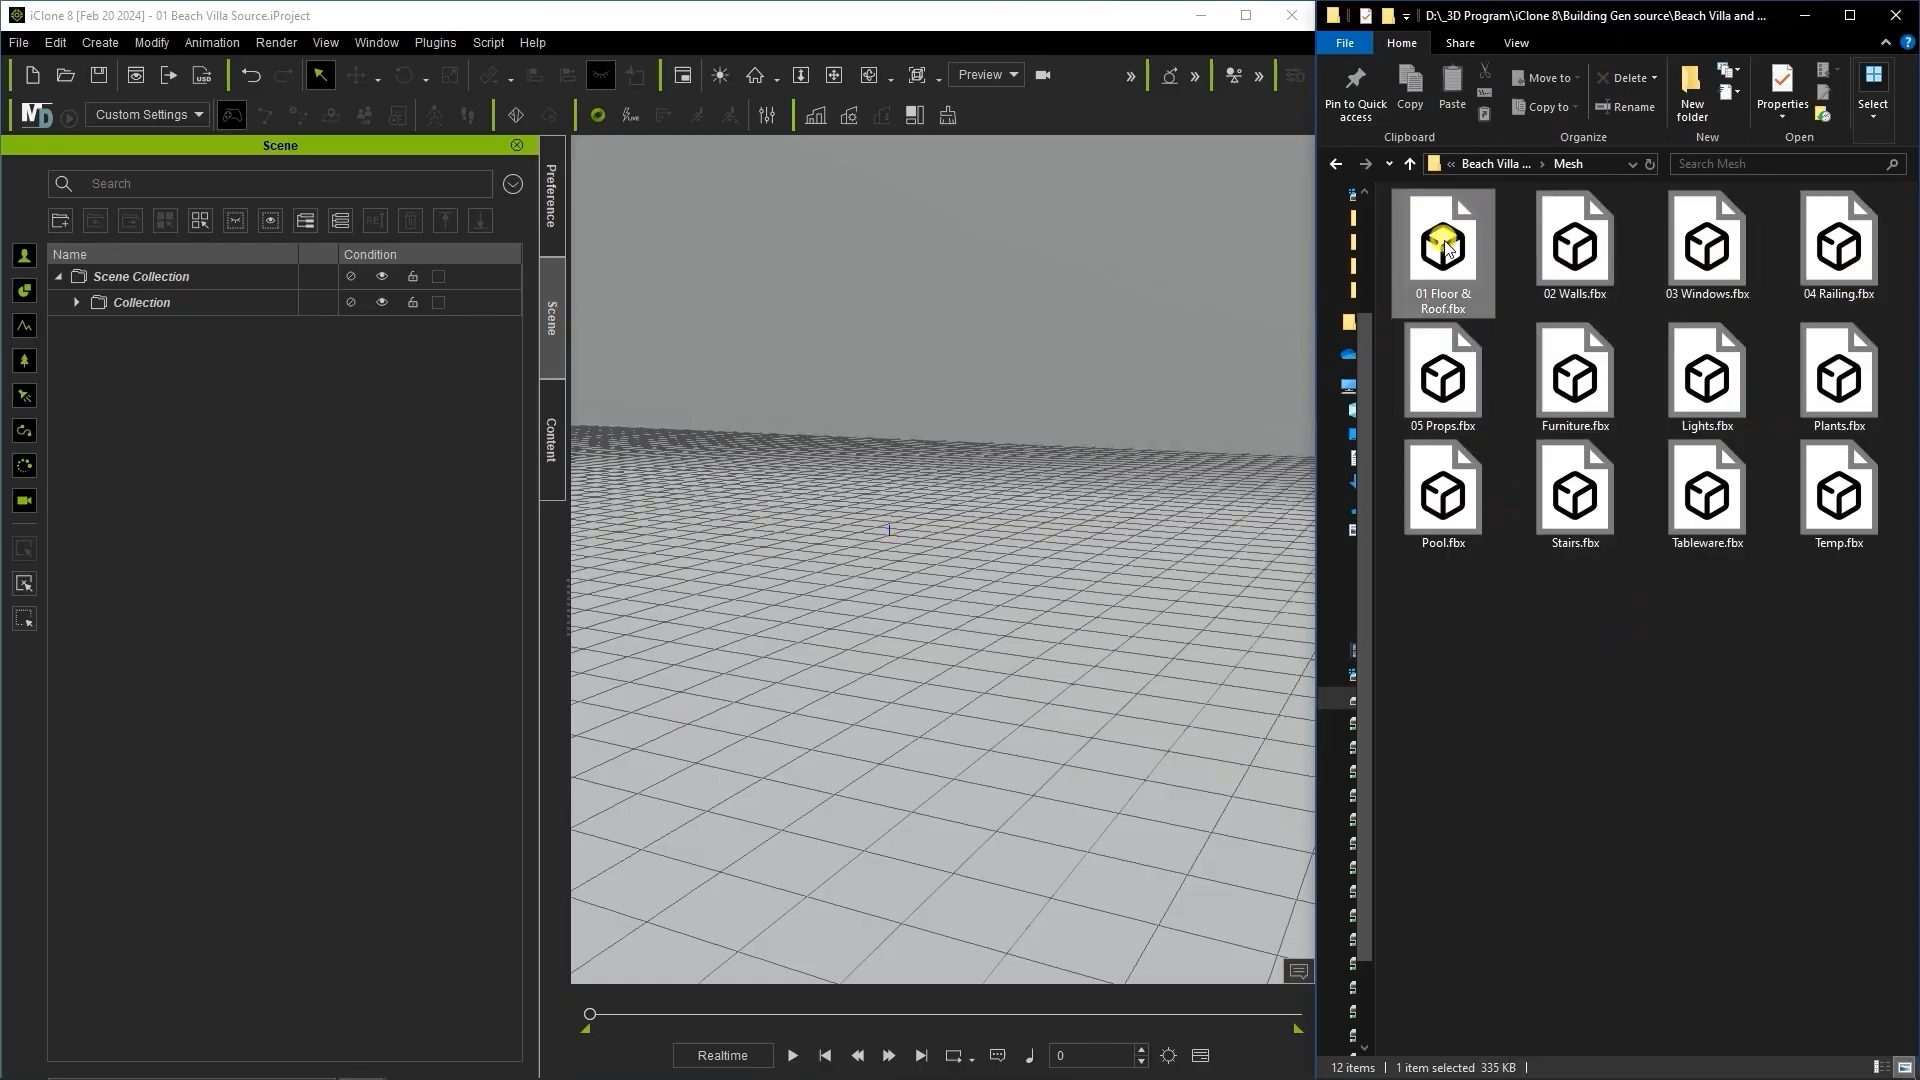 iClone 8 [Feb 20 2024] - 01 Beach Villa Source.iProject
File Edit Create Modify Animation Render View Window Plugins Script Help
Preview
Custom Settings
Scene
Search
Name Condition
Scene Collection
Collection
Preference
Scene
Content
Realtime
0
D:\_3D Program\iClone 8\Building Gen source\Beach Villa and ...
File Home Share View
Pin to Quick access
Copy
Paste
Move to
Copy to
Delete
Rename
New folder
Properties
Select
Clipboard
Organize
New
Open
« Beach Villa ... › Mesh
Search Mesh
01 Floor & Roof.fbx
02 Walls.fbx
03 Windows.fbx
04 Railing.fbx
05 Props.fbx
Furniture.fbx
Lights.fbx
Plants.fbx
Pool.fbx
Stairs.fbx
Tableware.fbx
Temp.fbx
12 items | 1 item selected 335 KB |